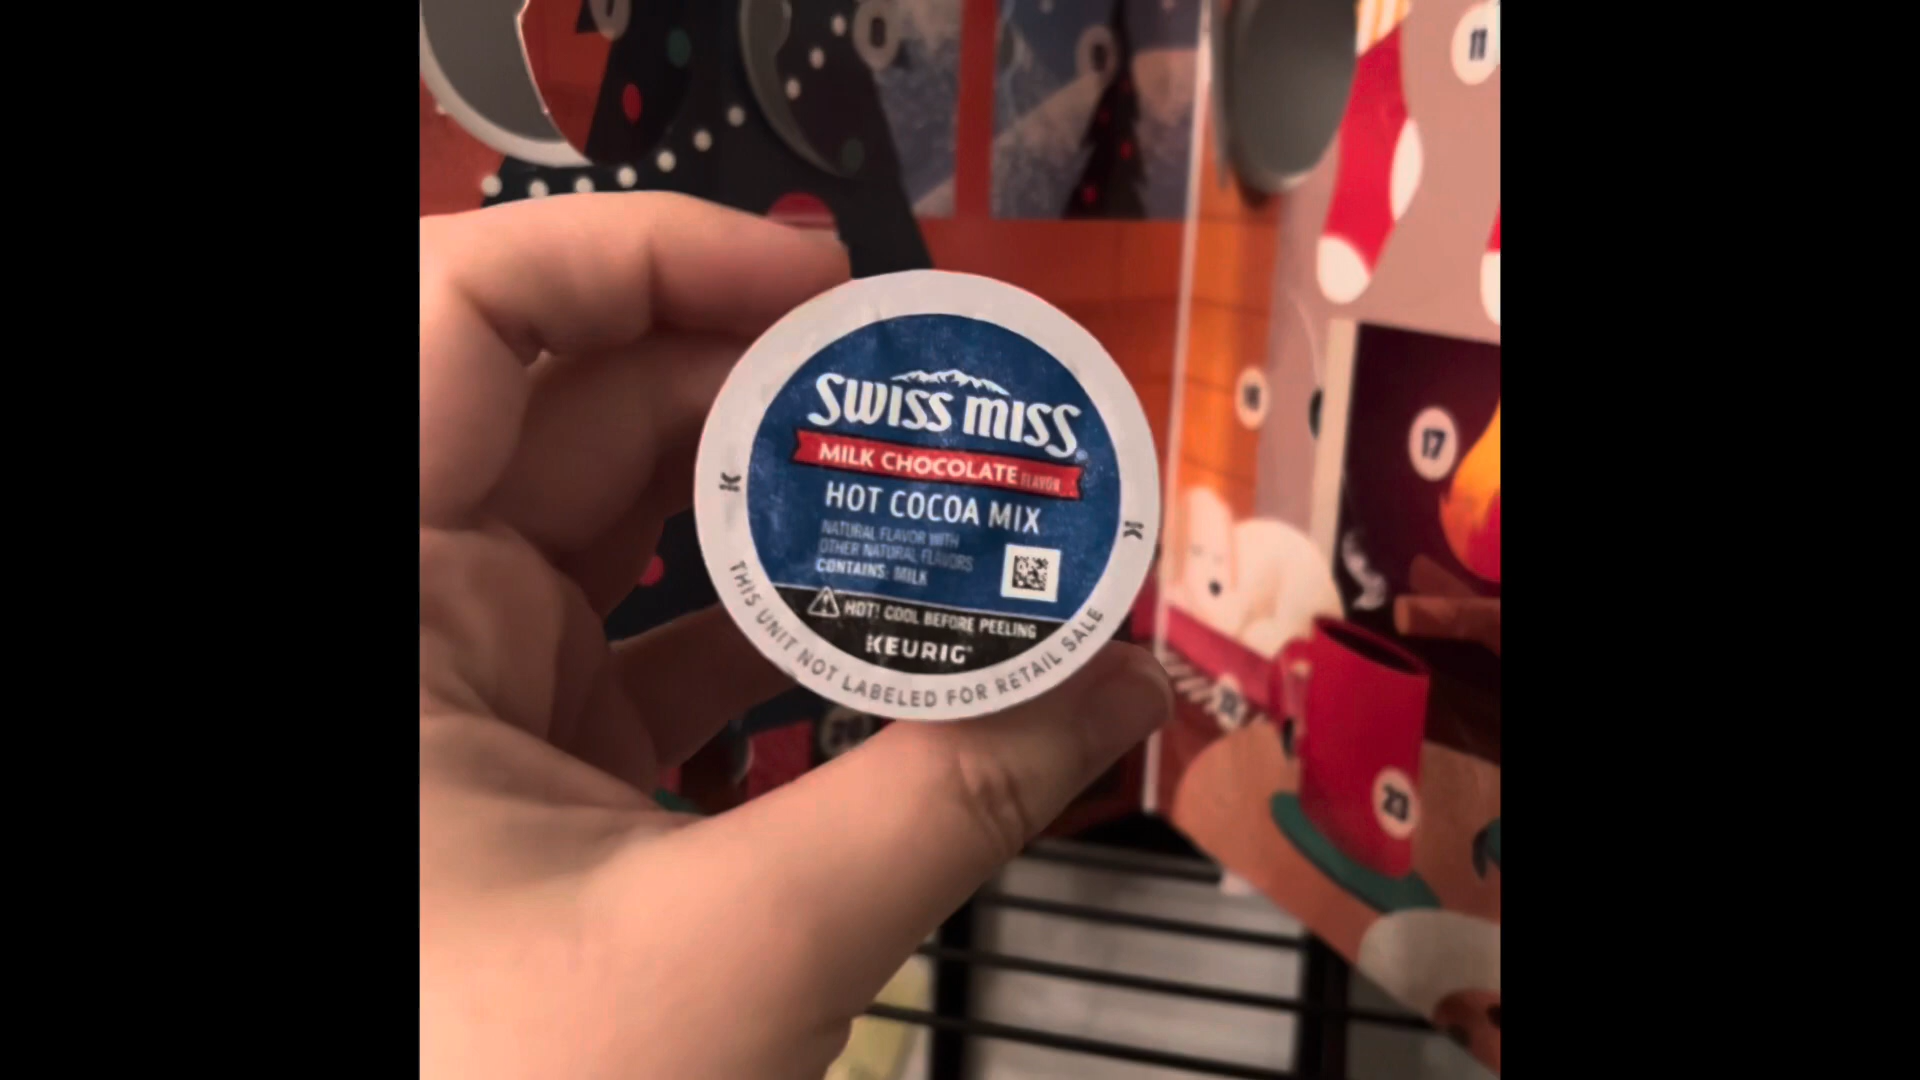 11
SWISS MISS
MILK CHOCOLATE FLAVOR
HOT COCOA MIX
NATURAL FLAVOR WITH
OTHER NATURAL FLAVORS
CONTAINS: MILK
HOT! COOL BEFORE PEELING
KEURIG
THIS UNIT NOT LABELED FOR RETAIL SALE
17
23